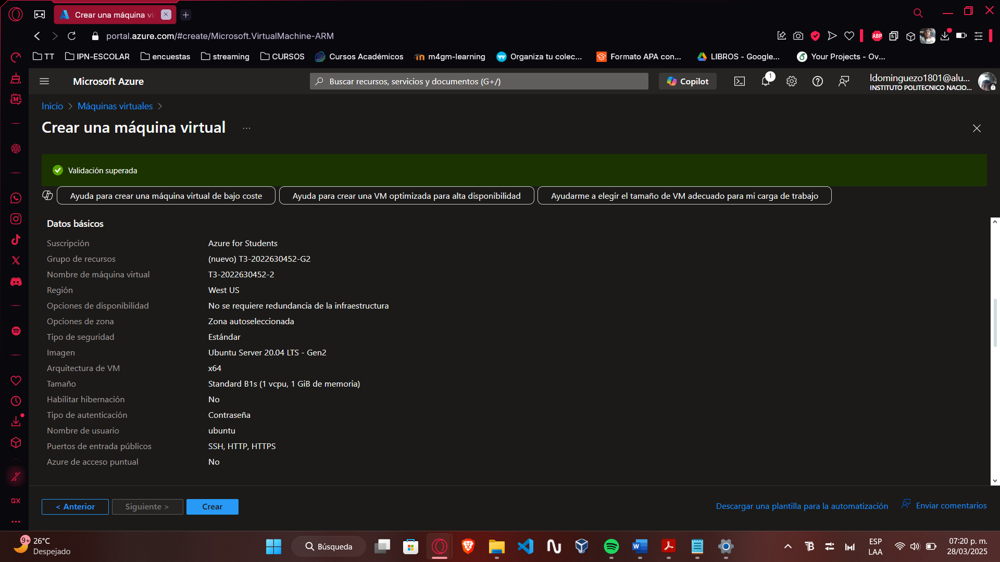 Crear una máquina vi
portal.azure.com/#create/Microsoft.VirtualMachine-ARM
ABP
TT
IPN-ESCOLAR
encuestas
streaming
CURSOS
Cursos Académicos
m4gm-learning
Organiza tu colec...
Formato APA con...
LIBROS - Google...
Your Projects - Ov...
Microsoft Azure
Buscar recursos, servicios y documentos (G+/)
Copilot
1
ldominguezo1801@alu...
INSTITUTO POLITECNICO NACIO...
Inicio > Máquinas virtuales >
Crear una máquina virtual ...
Validación superada
Ayuda para crear una máquina virtual de bajo coste
Ayuda para crear una VM optimizada para alta disponibilidad
Ayudarme a elegir el tamaño de VM adecuado para mi carga de trabajo
Datos básicos
Suscripción Azure for Students
Grupo de recursos (nuevo) T3-2022630452-G2
Nombre de máquina virtual T3-2022630452-2
Región West US
Opciones de disponibilidad No se requiere redundancia de la infraestructura
Opciones de zona Zona autoseleccionada
Tipo de seguridad Estándar
Imagen Ubuntu Server 20.04 LTS - Gen2
Arquitectura de VM x64
Tamaño Standard B1s (1 vcpu, 1 GiB de memoria)
Habilitar hibernación No
Tipo de autenticación Contraseña
Nombre de usuario ubuntu
Puertos de entrada públicos SSH, HTTP, HTTPS
Azure de acceso puntual No
GX
< Anterior
Siguiente >
Crear
Descargar una plantilla para la automatización
Enviar comentarios
9+
26°C
Despejado
Búsqueda
ESP
LAA
07:20 p. m.
28/03/2025